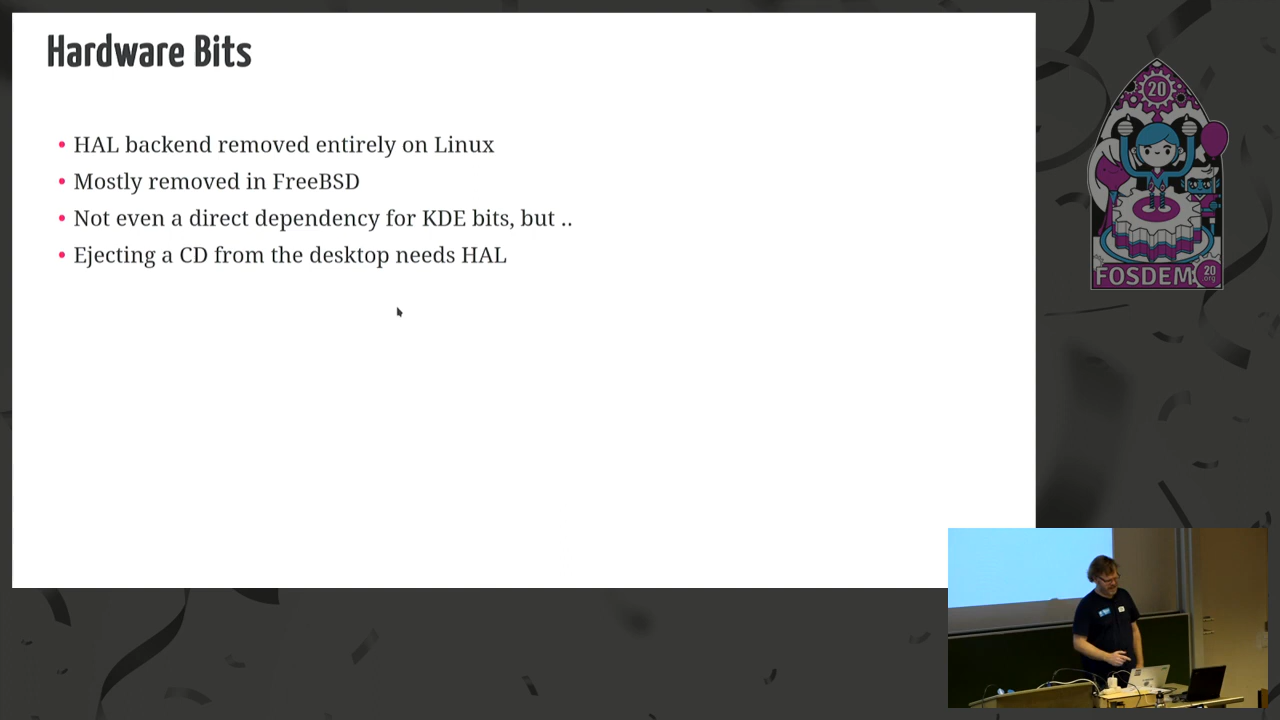 Hardware Bits
• HAL backend removed entirely on Linux
• Mostly removed in FreeBSD
• Not even a direct dependency for KDE bits, but ..
• Ejecting a CD from the desktop needs HAL
20
FOSDEM
20
.org